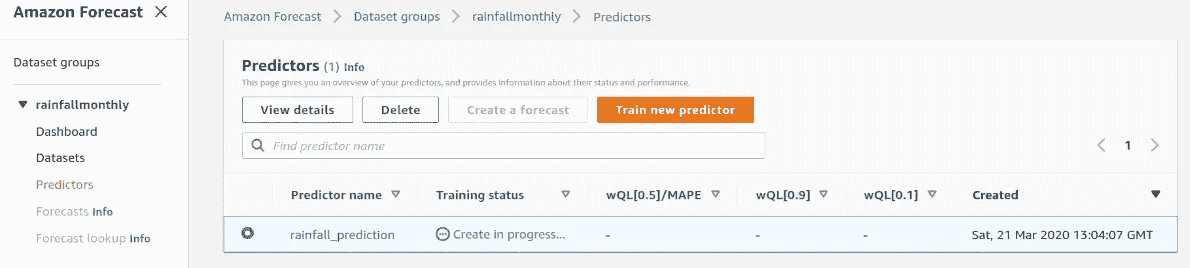 Amazon Forecast
Dataset groups
rainfallmonthly
Dashboard
Datasets
Predictors
Forecasts Info
Forecast lookup Info
Amazon Forecast > Dataset groups > rainfallmonthly > Predictors
Predictors (1) Info
This page gives you an overview of your predictors, and provides information about their status and performance.
View details Delete Create a forecast Train new predictor
Find predictor name
1
Predictor name Training status wQL[0.5]/MAPE wQL[0.9] wQL[0.1] Created
rainfall_prediction Create in progress... - - - Sat, 21 Mar 2020 13:04:07 GMT